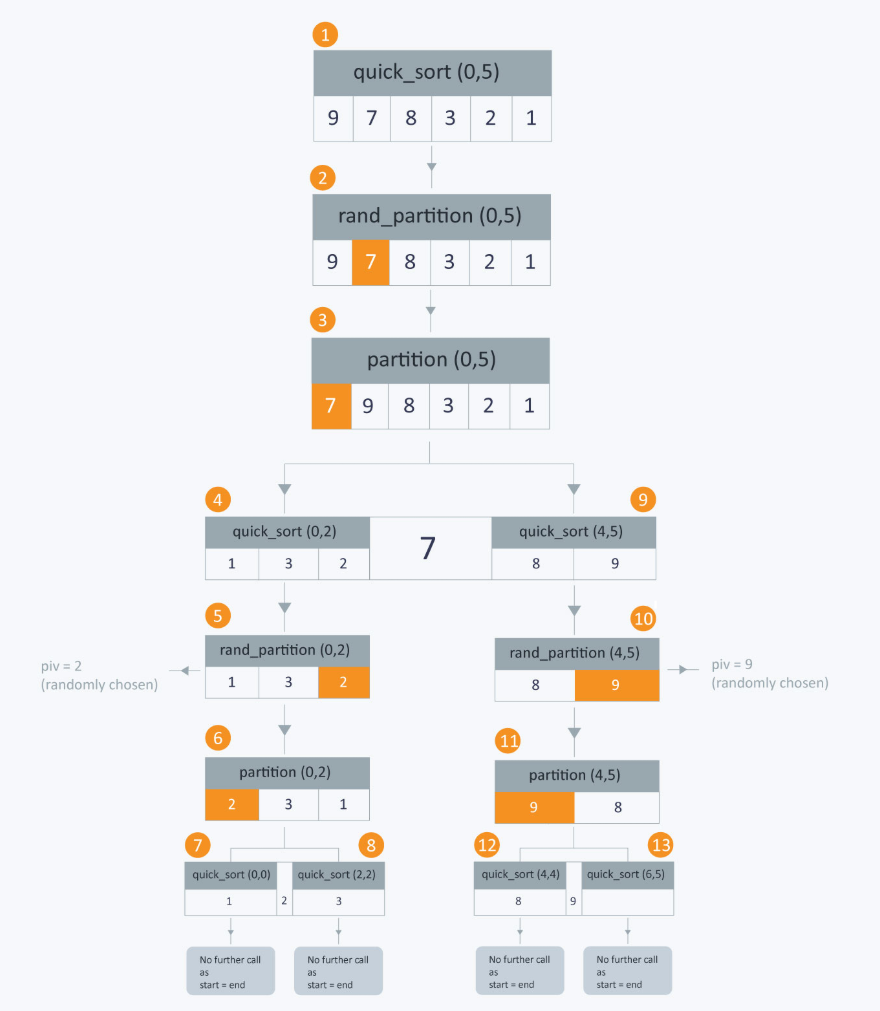 1
quick_sort (0,5)
9 7 8 3 2 1
2
rand_partition (0,5)
9 7 8 3 2 1
3
partition (0,5)
7 9 8 3 2 1
4
quick_sort (0,2)
1 3 2
7
9
quick_sort (4,5)
8 9
5
rand_partition (0,2)
1 3 2
piv = 2
(randomly chosen)
10
rand_partition (4,5)
8 9
piv = 9
(randomly chosen)
6
partition (0,2)
2 3 1
11
partition (4,5)
9 8
7
quick_sort (0,0)
1
2
8
quick_sort (2,2)
3
12
quick_sort (4,4)
8
9
13
quick_sort (6,5)
No further call
as
start = end
No further call
as
start = end
No further call
as
start = end
No further call
as
start = end